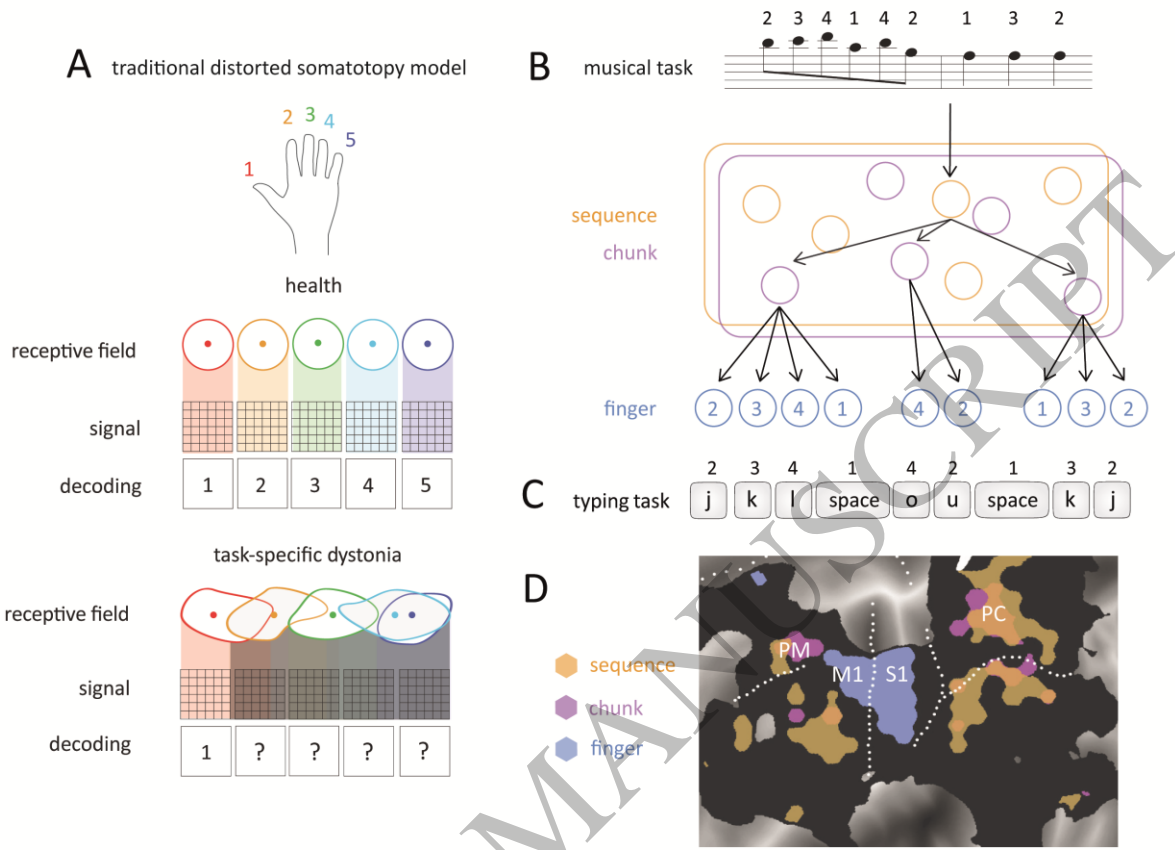 A traditional distorted somatotopy model
1 2 3 4 5
health
receptive field
signal
decoding 1 2 3 4 5
task-specific dystonia
receptive field
signal
decoding 1 ? ? ? ?
B musical task
2 3 4 1 4 2 1 3 2
sequence
chunk
finger 2 3 4 1 4 2 1 3 2
2 3 4 1 4 2 1 3 2
C typing task j k l space o u space k j
D
sequence
chunk
finger
PM M1 S1 PC
MANUSCRIPT